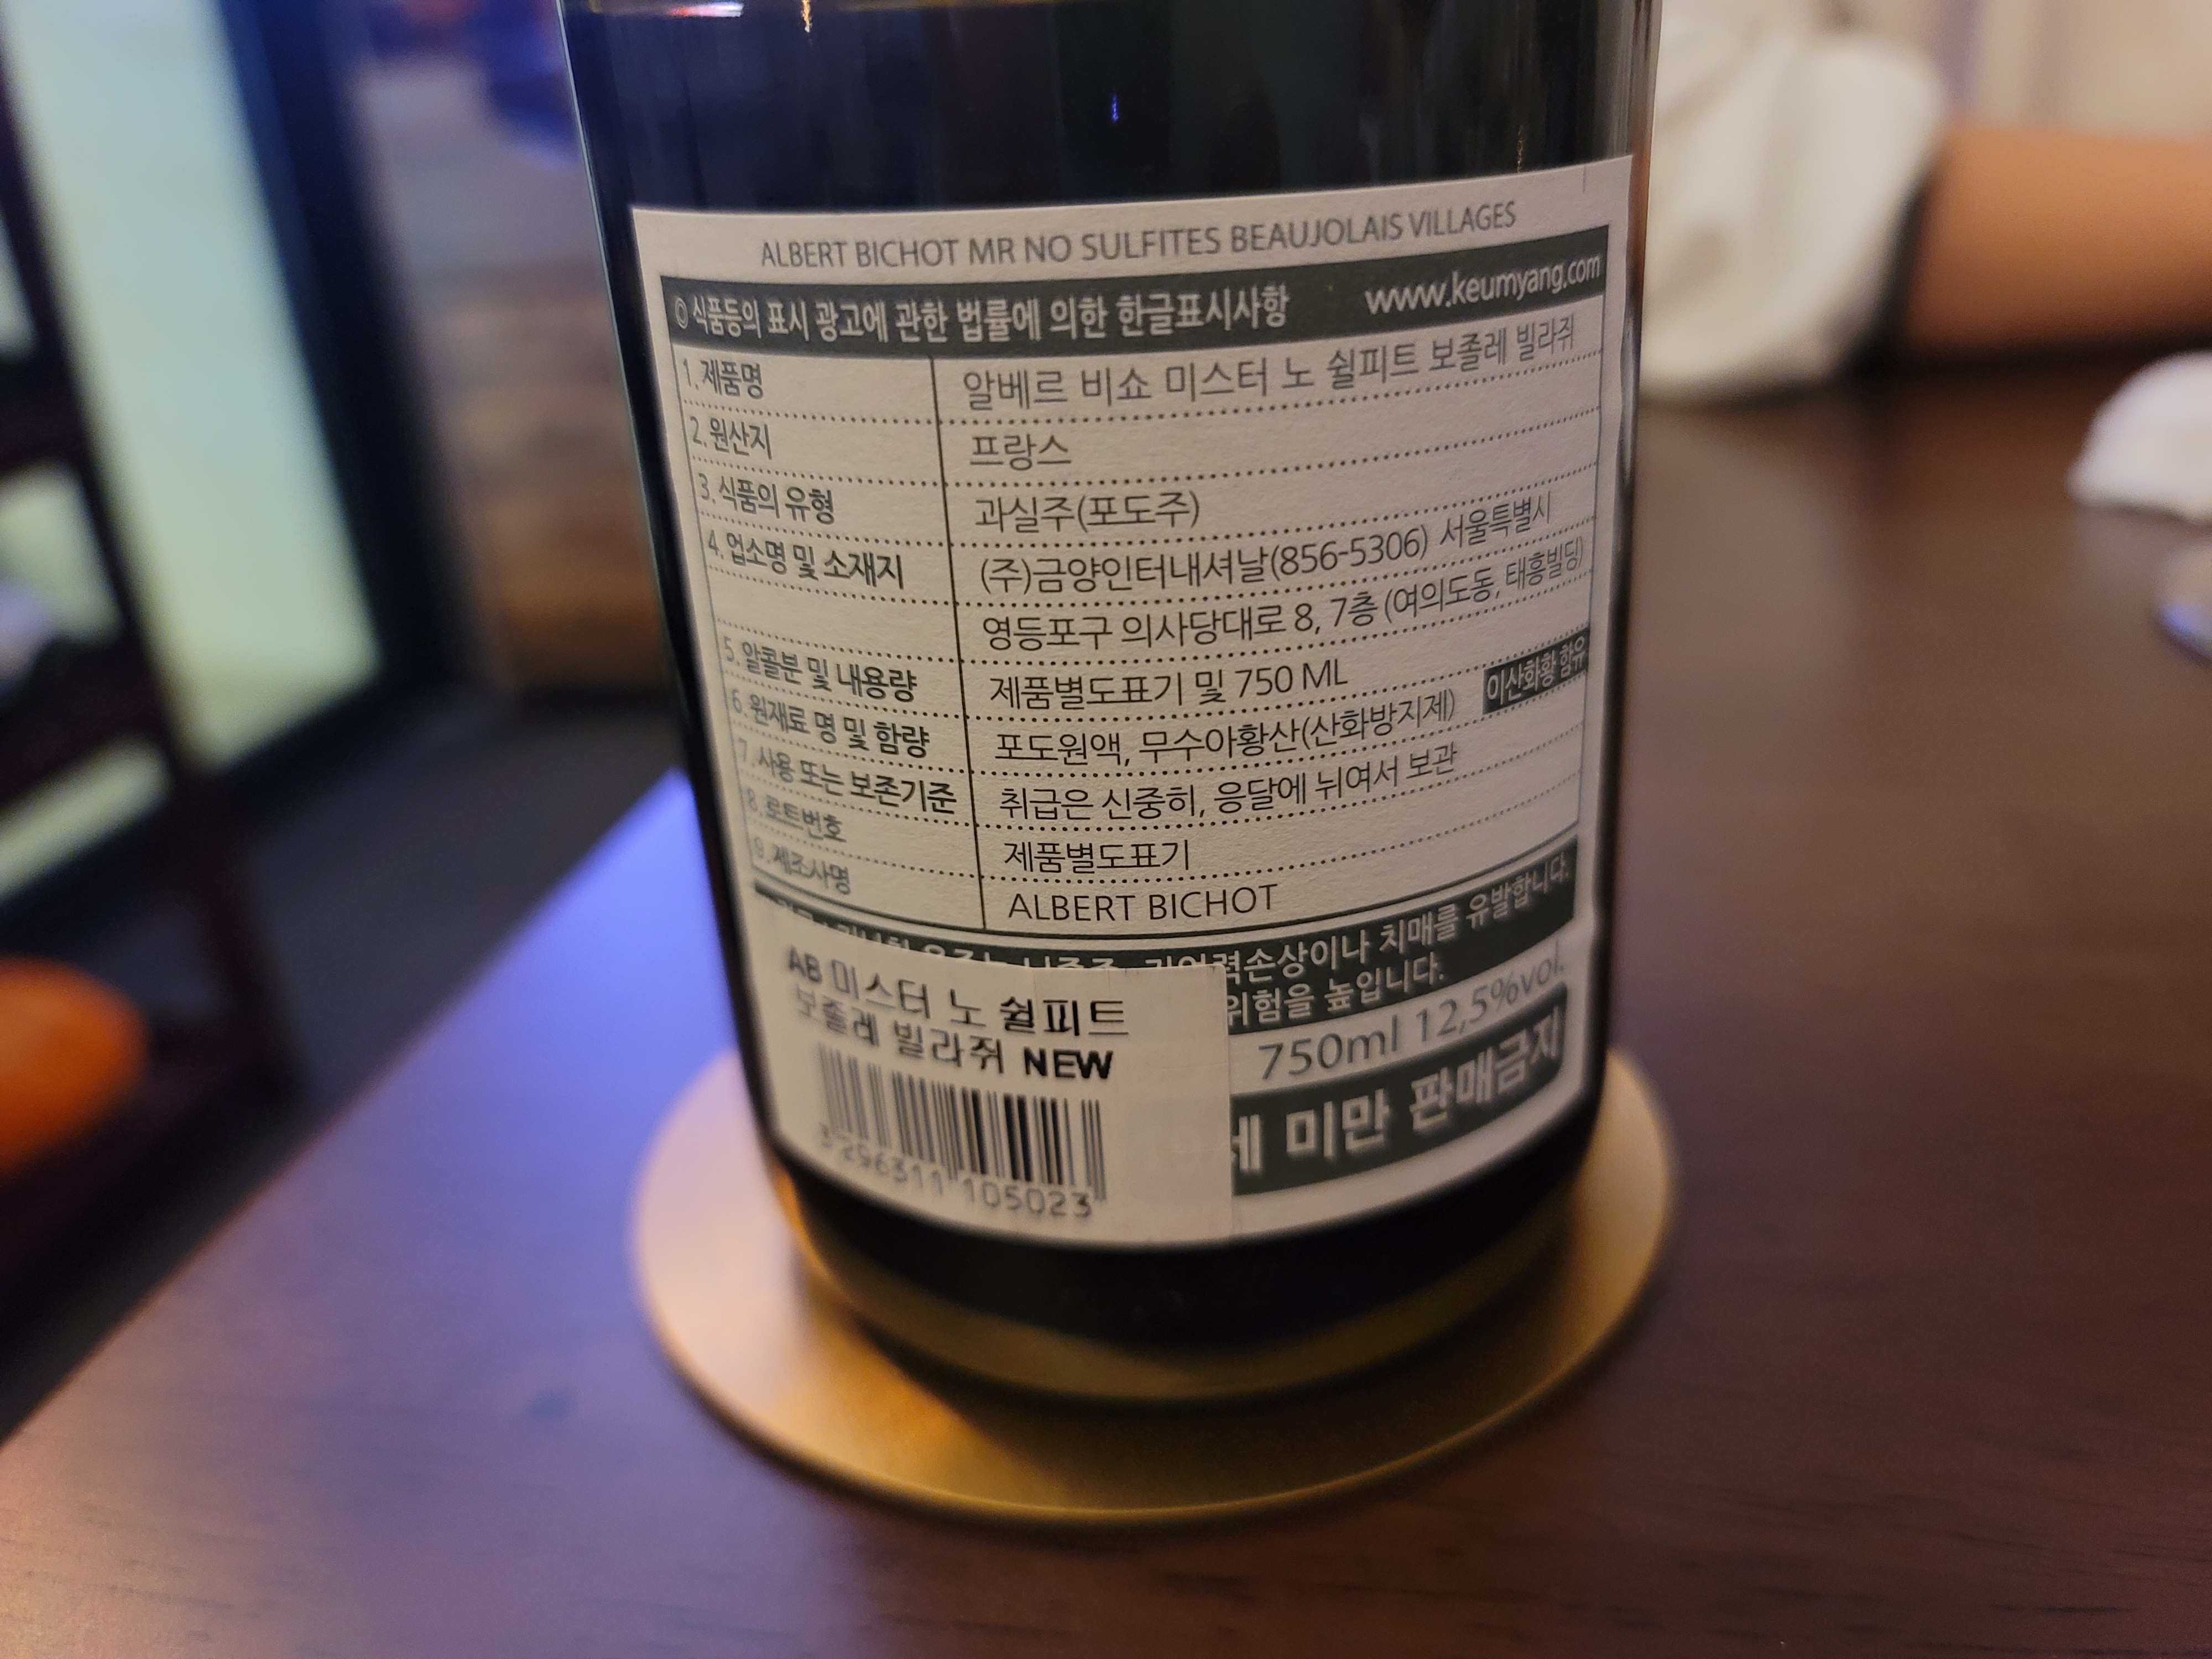 ALBERT BICHOT MR NO SULFITES BEAUJOLAIS VILLAGES
◎ 식품등의 표시 광고에 관한 법률에 의한 한글표시사항 www.keumyang.com
1. 제품명 알베르 비쇼 미스터 노 쉴피트 보졸레 빌라쥐
2. 원산지 프랑스
3. 식품의 유형 과실주(포도주)
4. 업소명 및 소재지 (주)금양인터내셔날(856-5306) 서울특별시
영등포구 의사당대로 8, 7층 (여의도동, 태흥빌딩)
5. 알콜분 및 내용량 제품별도표기 및 750 ML
6. 원재료 명 및 함량 포도원액, 무수아황산(산화방지제) 이산화황 함유
7. 사용 또는 보존기준 취급은 신중히, 응달에 뉘여서 보관
8. 로트번호 제품별도표기
9. 제조사명 ALBERT BICHOT
력손상이나 치매를 유발합니다.
위험을 높입니다.
750ml 12,5%vol.
세 미만 판매금지
AB 미스터 노 쉴피트
보졸레 빌라쥐 NEW
3 296311 105023